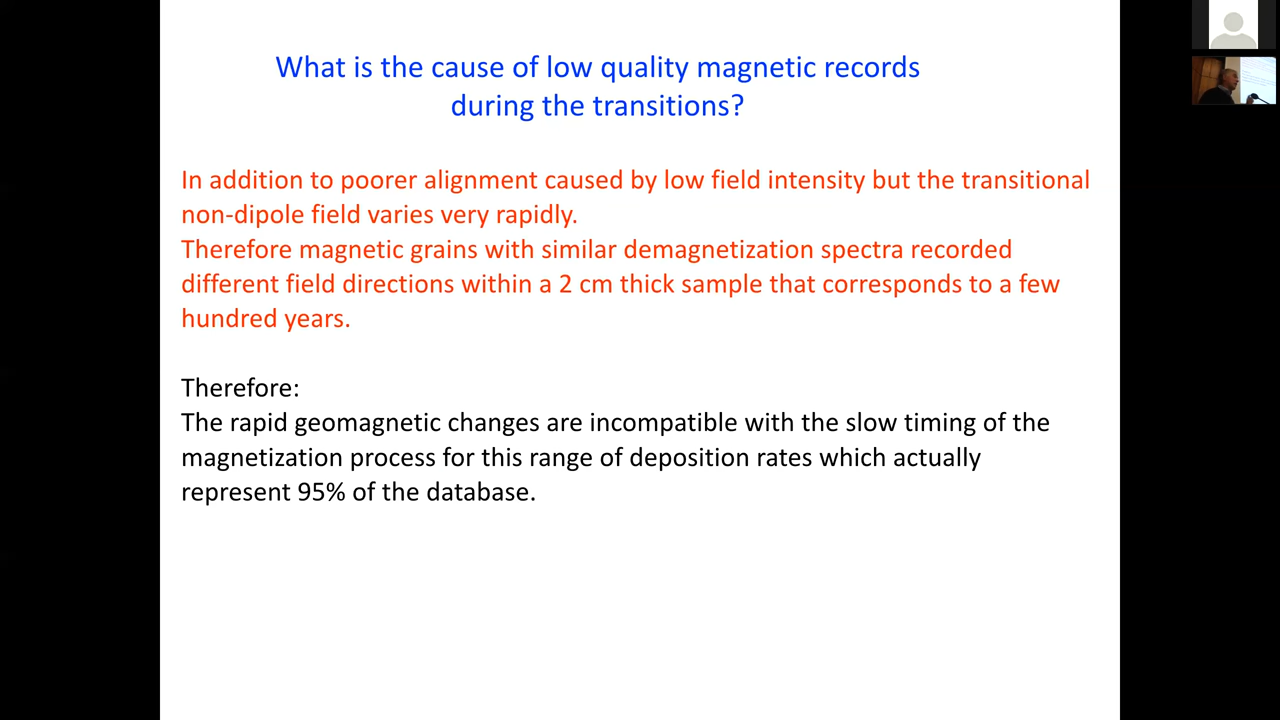 What is the cause of low quality magnetic records
during the transitions?
In addition to poorer alignment caused by low field intensity but the transitional
non-dipole field varies very rapidly.
Therefore magnetic grains with similar demagnetization spectra recorded
different field directions within a 2 cm thick sample that corresponds to a few
hundred years.
Therefore:
The rapid geomagnetic changes are incompatible with the slow timing of the
magnetization process for this range of deposition rates which actually
represent 95% of the database.